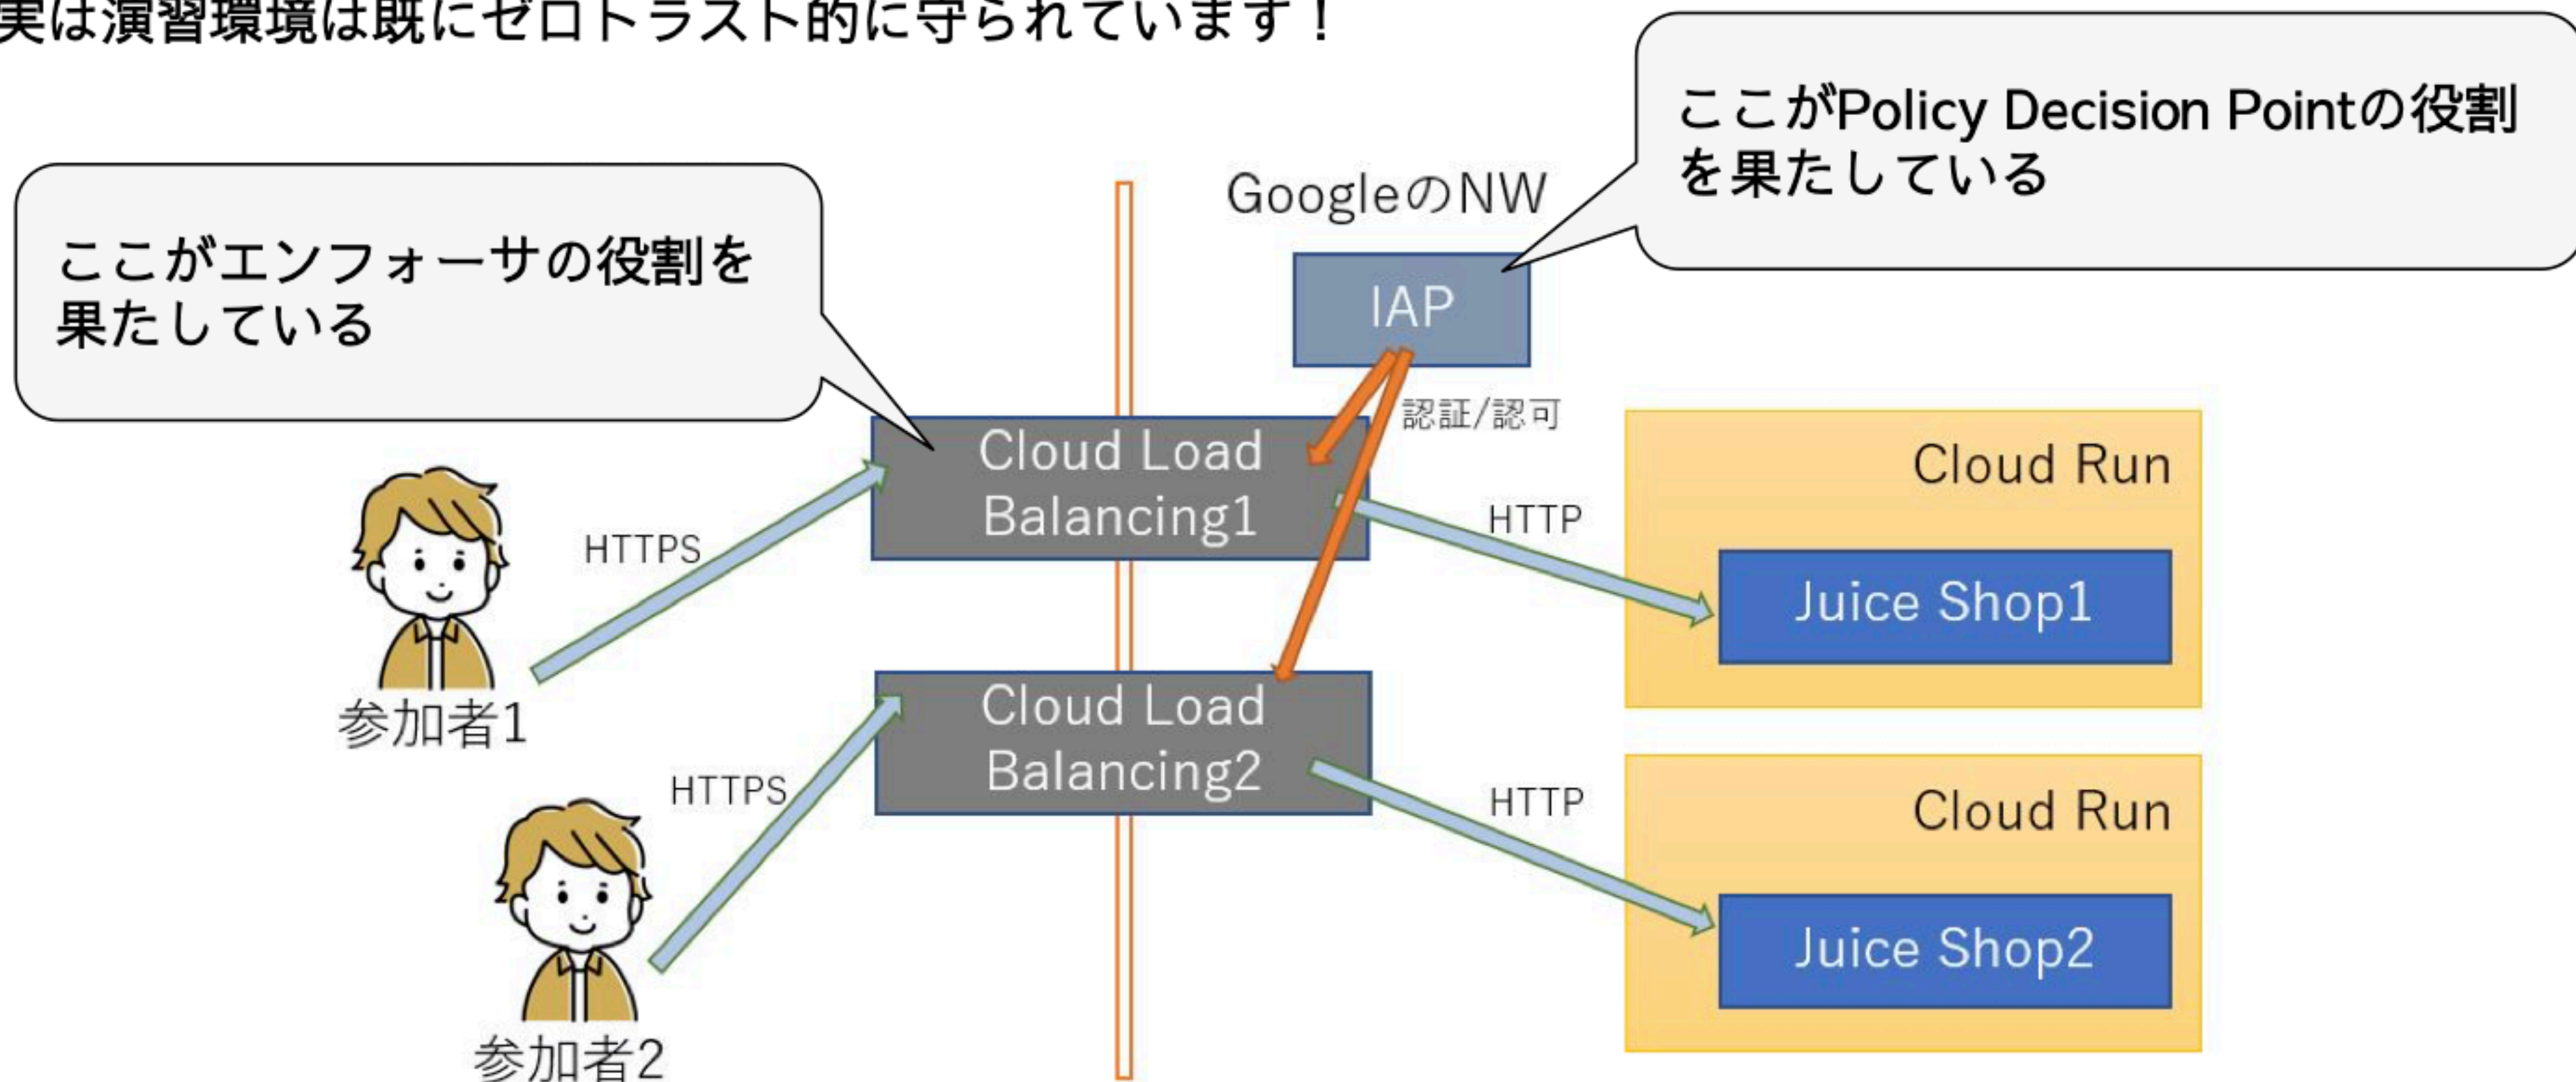 実は演習環境は既にゼロトラスト的に守られています！
ここがPolicy Decision Pointの役割
を果たしている
GoogleのNW
ここがエンフォーサの役割を
果たしている
IAP
認証/認可
Cloud Load
Balancing1
Cloud Run
HTTPS
HTTP
Juice Shop1
参加者1
Cloud Load
Balancing2
HTTPS
HTTP
Cloud Run
Juice Shop2
参加者2